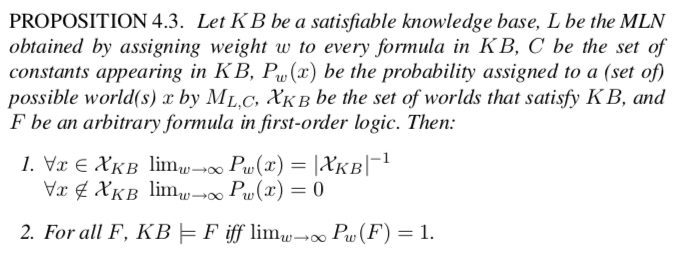 PROPOSITION 4.3. Let KB be a satisfiable knowledge base, L be the MLN
obtained by assigning weight w to every formula in KB, C be the set of
constants appearing in KB, P_w(x) be the probability assigned to a (set of)
possible world(s) x by M_{L,C}, 𝒳_{KB} be the set of worlds that satisfy KB, and
F be an arbitrary formula in first-order logic. Then:
1. ∀x ∈ 𝒳_{KB} lim_{w→∞} P_w(x) = |𝒳_{KB}|^{-1}
∀x ∉ 𝒳_{KB} lim_{w→∞} P_w(x) = 0
2. For all F, KB ⊨ F iff lim_{w→∞} P_w(F) = 1.